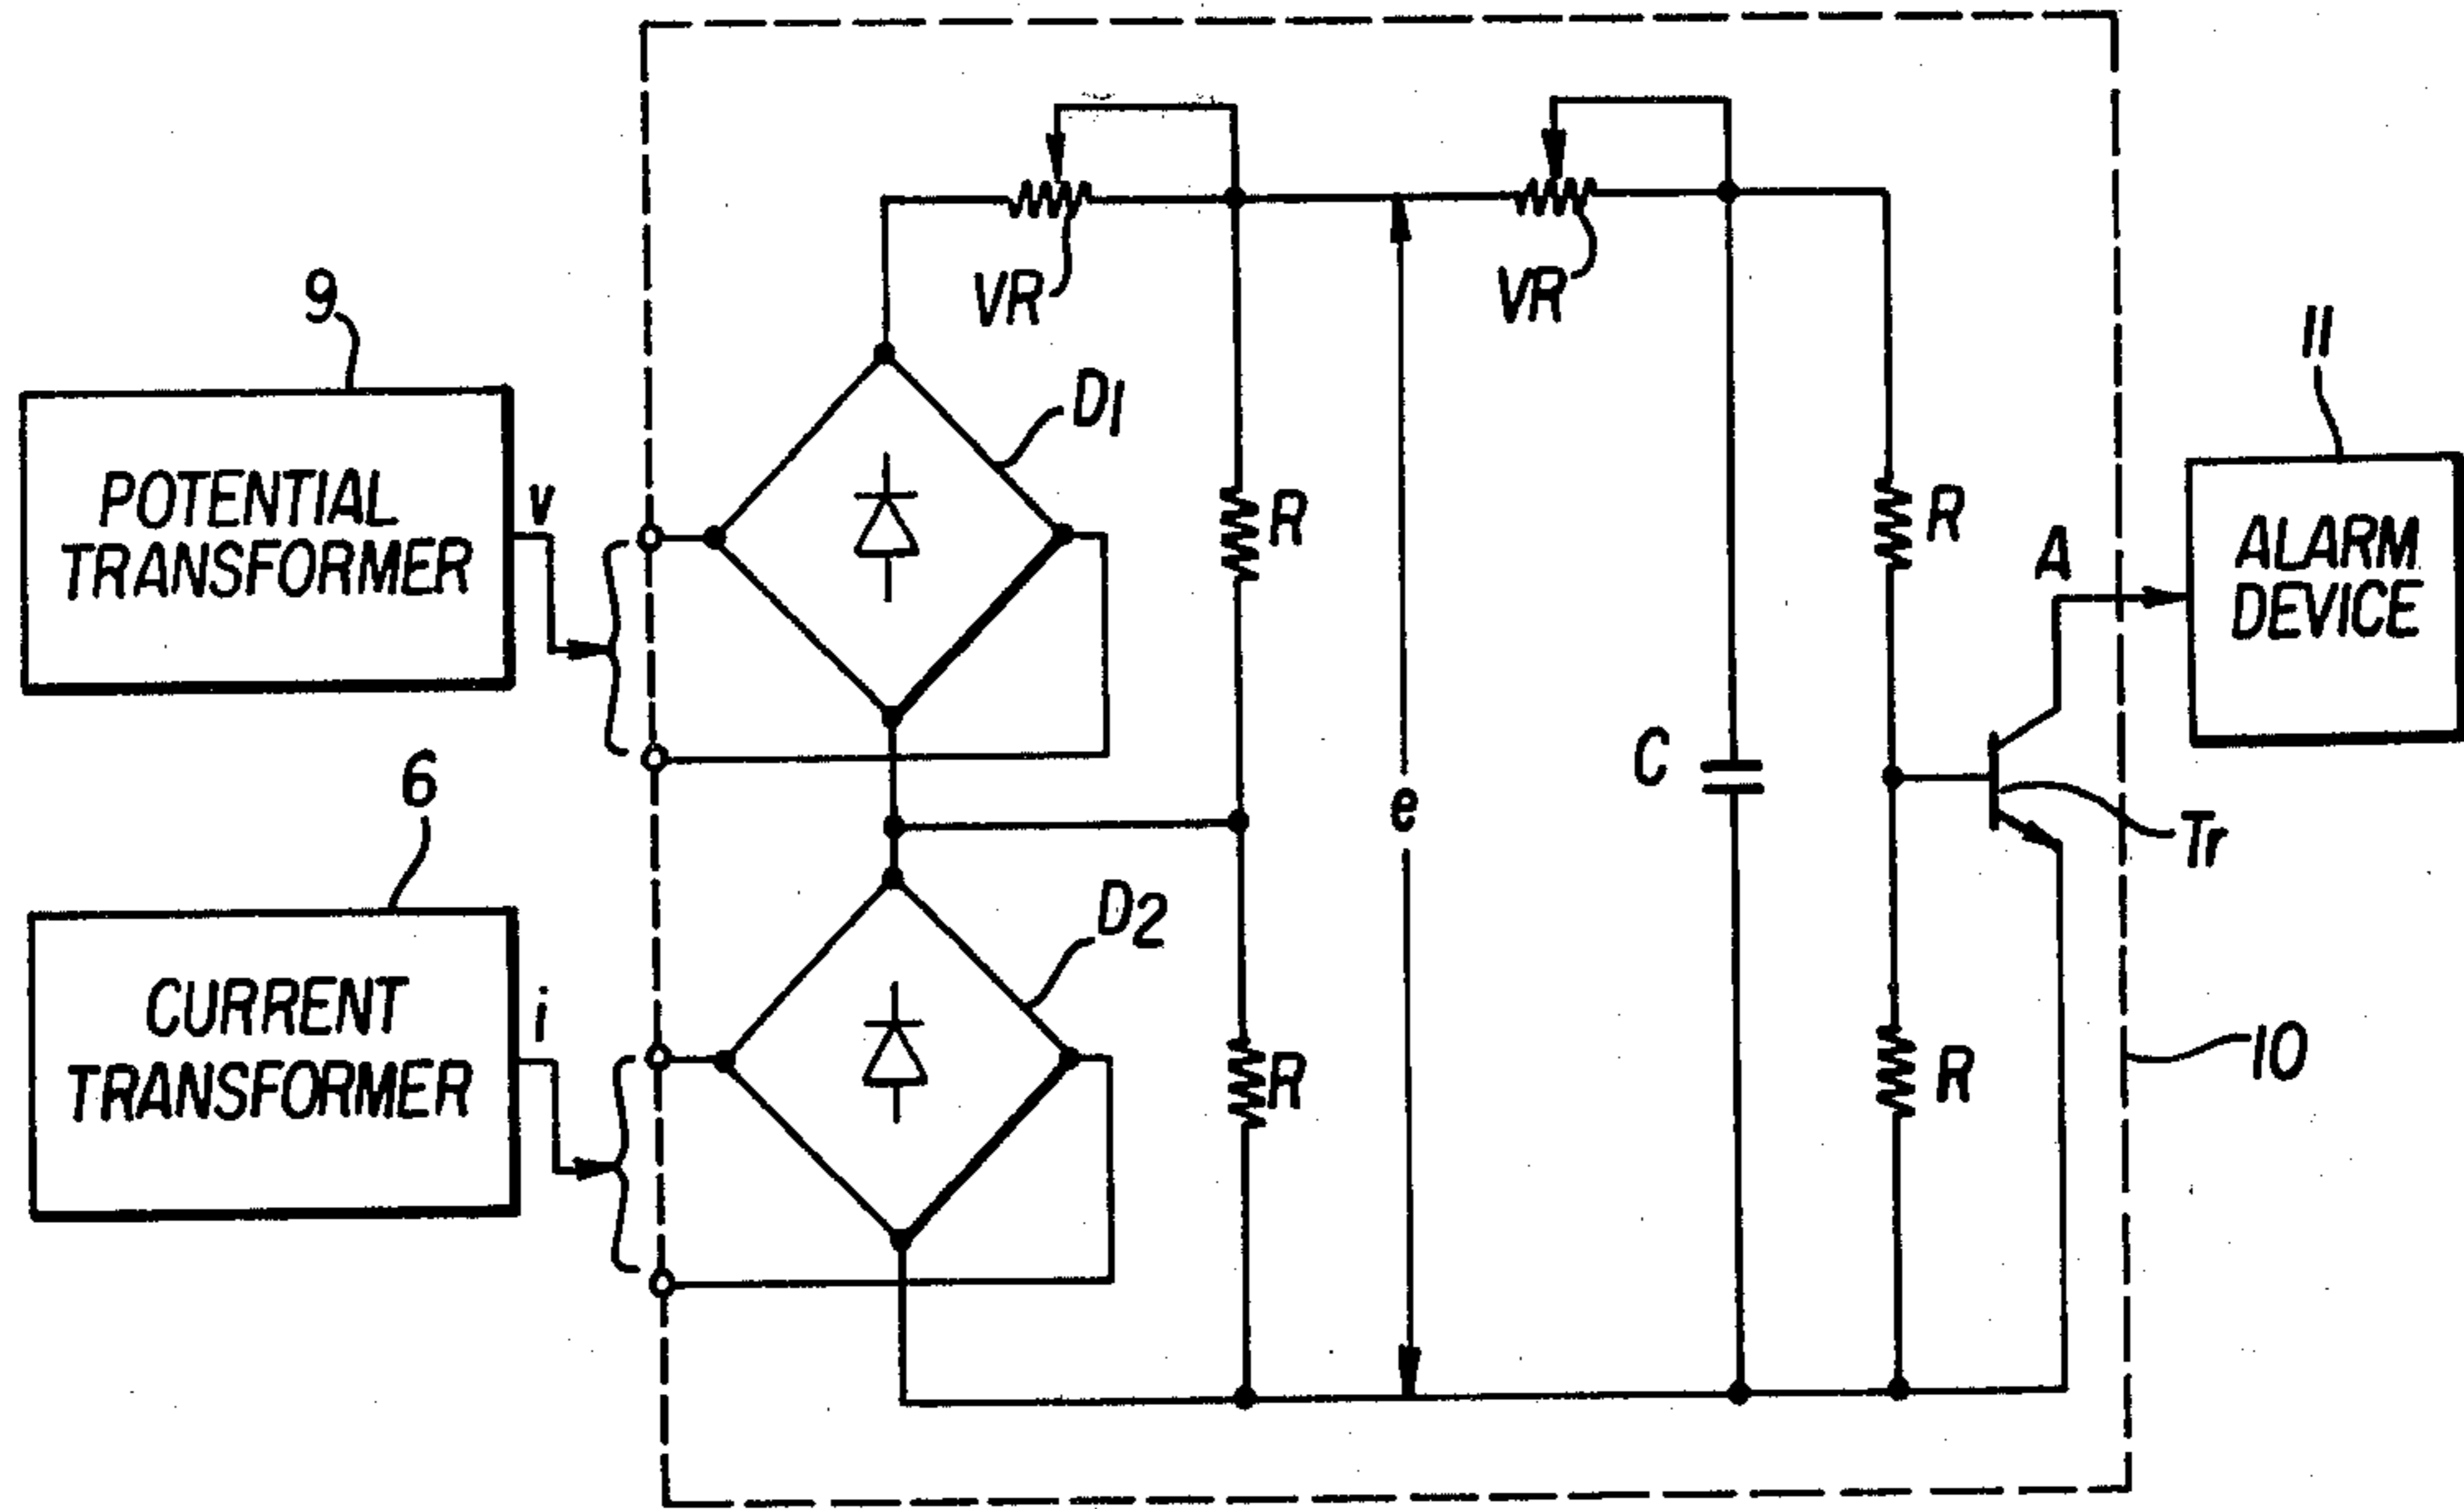 9
POTENTIAL
TRANSFORMER
v
6
CURRENT
TRANSFORMER
i
VR
VR
D1
D2
R
R
e
C
R
R
A
Tr
11
ALARM
DEVICE
10